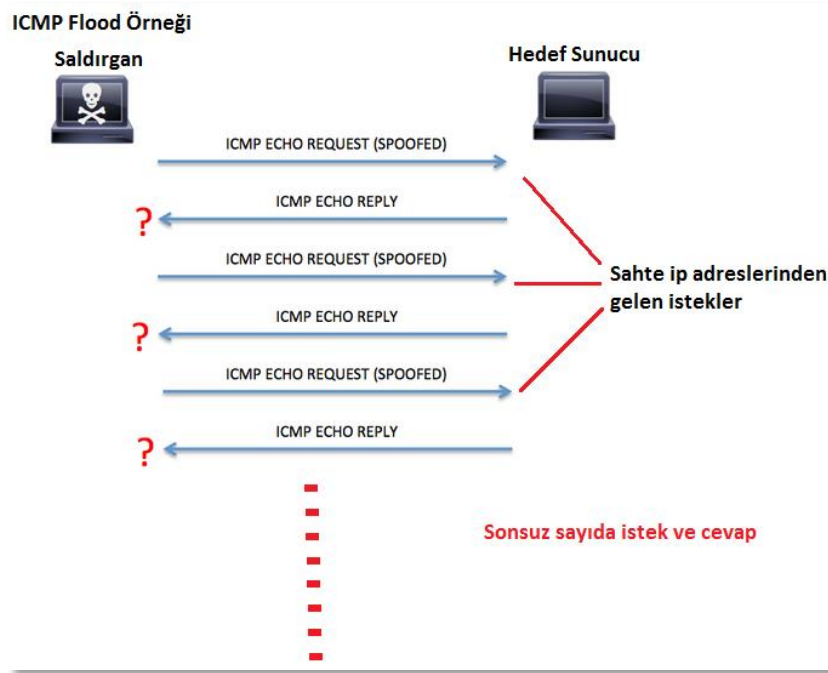 ICMP Flood Örneği
Saldırgan
Hedef Sunucu
ICMP ECHO REQUEST (SPOOFED)
ICMP ECHO REPLY
?
ICMP ECHO REQUEST (SPOOFED)
Sahte ip adreslerinden
gelen istekler
ICMP ECHO REPLY
?
ICMP ECHO REQUEST (SPOOFED)
ICMP ECHO REPLY
?
Sonsuz sayıda istek ve cevap